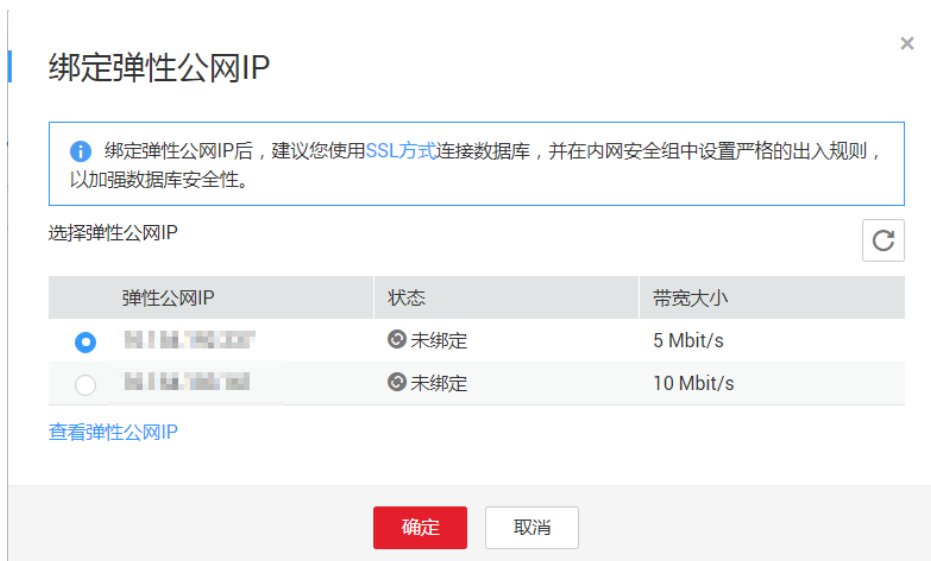 绑定弹性公网IP
绑定弹性公网IP后，建议您使用SSL方式连接数据库，并在内网安全组中设置严格的出入规则，
以加强数据库安全性。
选择弹性公网IP
弹性公网IP 状态 带宽大小
未绑定 5 Mbit/s
未绑定 10 Mbit/s
查看弹性公网IP
确定 取消